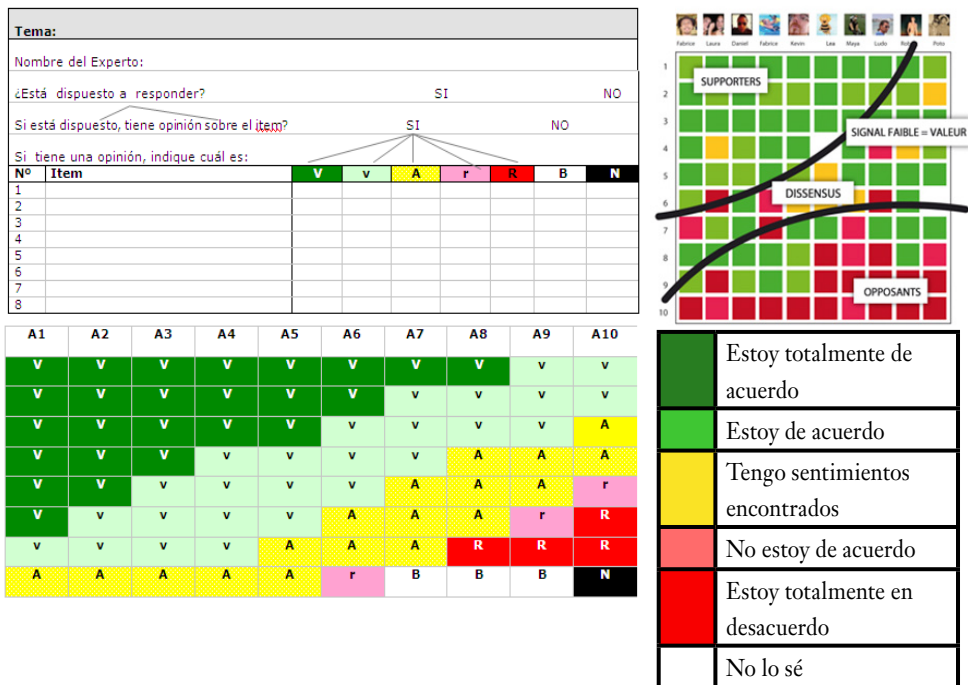 Tema:
Nombre del Experto:
¿Está dispuesto a responder? SI NO
Si está dispuesto, tiene opinión sobre el item? SI NO
Si tiene una opinión, indique cuál es:
Nº Item V v A r R B N
1
2
3
4
5
6
7
8
Fabrice Laura Daniel Fabrice Kevin Lea Maya Ludo Poto
1
2
3
4
5
6
7
8
9
10
SUPPORTERS
SIGNAL FAIBLE = VALEUR
DISSENSUS
OPPOSANTS
A1 A2 A3 A4 A5 A6 A7 A8 A9 A10
V V V V V V V V v v
V V V V V V v v v v
V V V V V v v v v A
V V V v v v v A A A
V V v v v v A A A r
V v v v v A A A r R
v v v v A A A R R R
A A A A A r B B B N
Estoy totalmente de
acuerdo
Estoy de acuerdo
Tengo sentimientos
encontrados
No estoy de acuerdo
Estoy totalmente en
desacuerdo
No lo sé